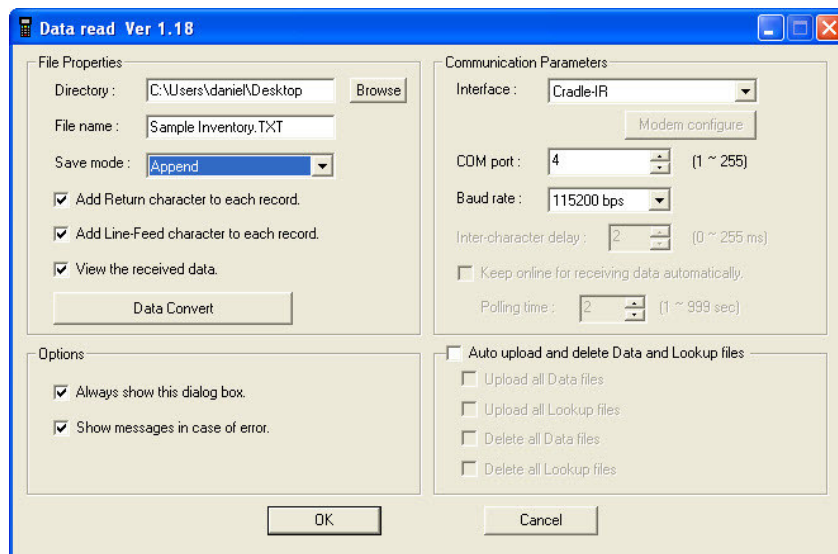 Data read Ver 1.18
File Properties
Directory :
C:\Users\daniel\Desktop
Browse
File name :
Sample Inventory.TXT
Save mode :
Append
Add Return character to each record.
Add Line-Feed character to each record.
View the received data.
Data Convert
Communication Parameters
Interface :
Cradle-IR
Modem configure
COM port :
4
(1 ~ 255)
Baud rate :
115200 bps
Inter-character delay :
2
(0 ~ 255 ms)
Keep online for receiving data automatically.
Polling time :
2
(1 ~ 999 sec)
Options
Always show this dialog box.
Show messages in case of error.
Auto upload and delete Data and Lookup files
Upload all Data files
Upload all Lookup files
Delete all Data files
Delete all Lookup files
OK
Cancel